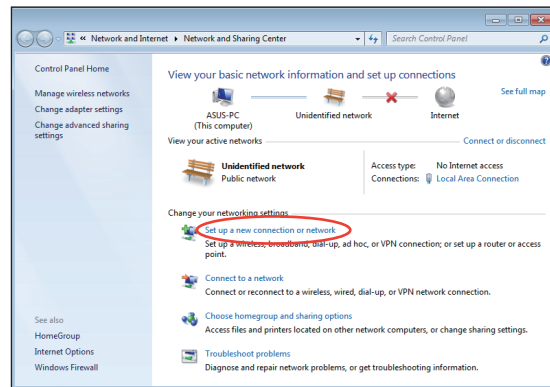 « Network and Internet ▸ Network and Sharing Center
Search Control Panel
Control Panel Home
Manage wireless networks
Change adapter settings
Change advanced sharing
settings
See also
HomeGroup
Internet Options
Windows Firewall
View your basic network information and set up connections
See full map
ASUS-PC
(This computer)
Unidentified network
Internet
View your active networks
Connect or disconnect
Unidentified network
Public network
Access type: No Internet access
Connections: Local Area Connection
Change your networking settings
Set up a new connection or network
Set up a wireless, broadband, dial-up, ad hoc, or VPN connection; or set up a router or access
point.
Connect to a network
Connect or reconnect to a wireless, wired, dial-up, or VPN network connection.
Choose homegroup and sharing options
Access files and printers located on other network computers, or change sharing settings.
Troubleshoot problems
Diagnose and repair network problems, or get troubleshooting information.